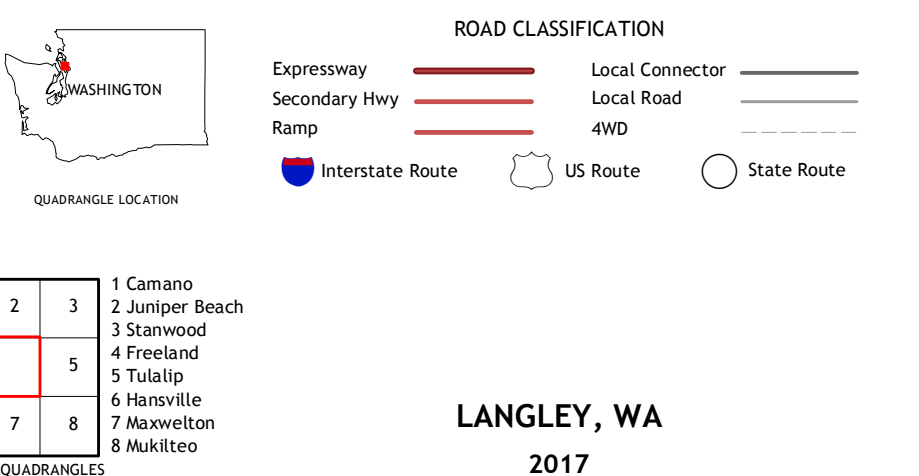 ROAD CLASSIFICATION
Expressway
Secondary Hwy
Ramp
Local Connector
Local Road
4WD
Interstate Route
US Route
State Route
WASHINGTON
QUADRANGLE LOCATION
2
3
5
7
8
1 Camano
2 Juniper Beach
3 Stanwood
4 Freeland
5 Tulalip
6 Hansville
7 Maxwelton
8 Mukilteo
QUADRANGLES
LANGLEY, WA
2017